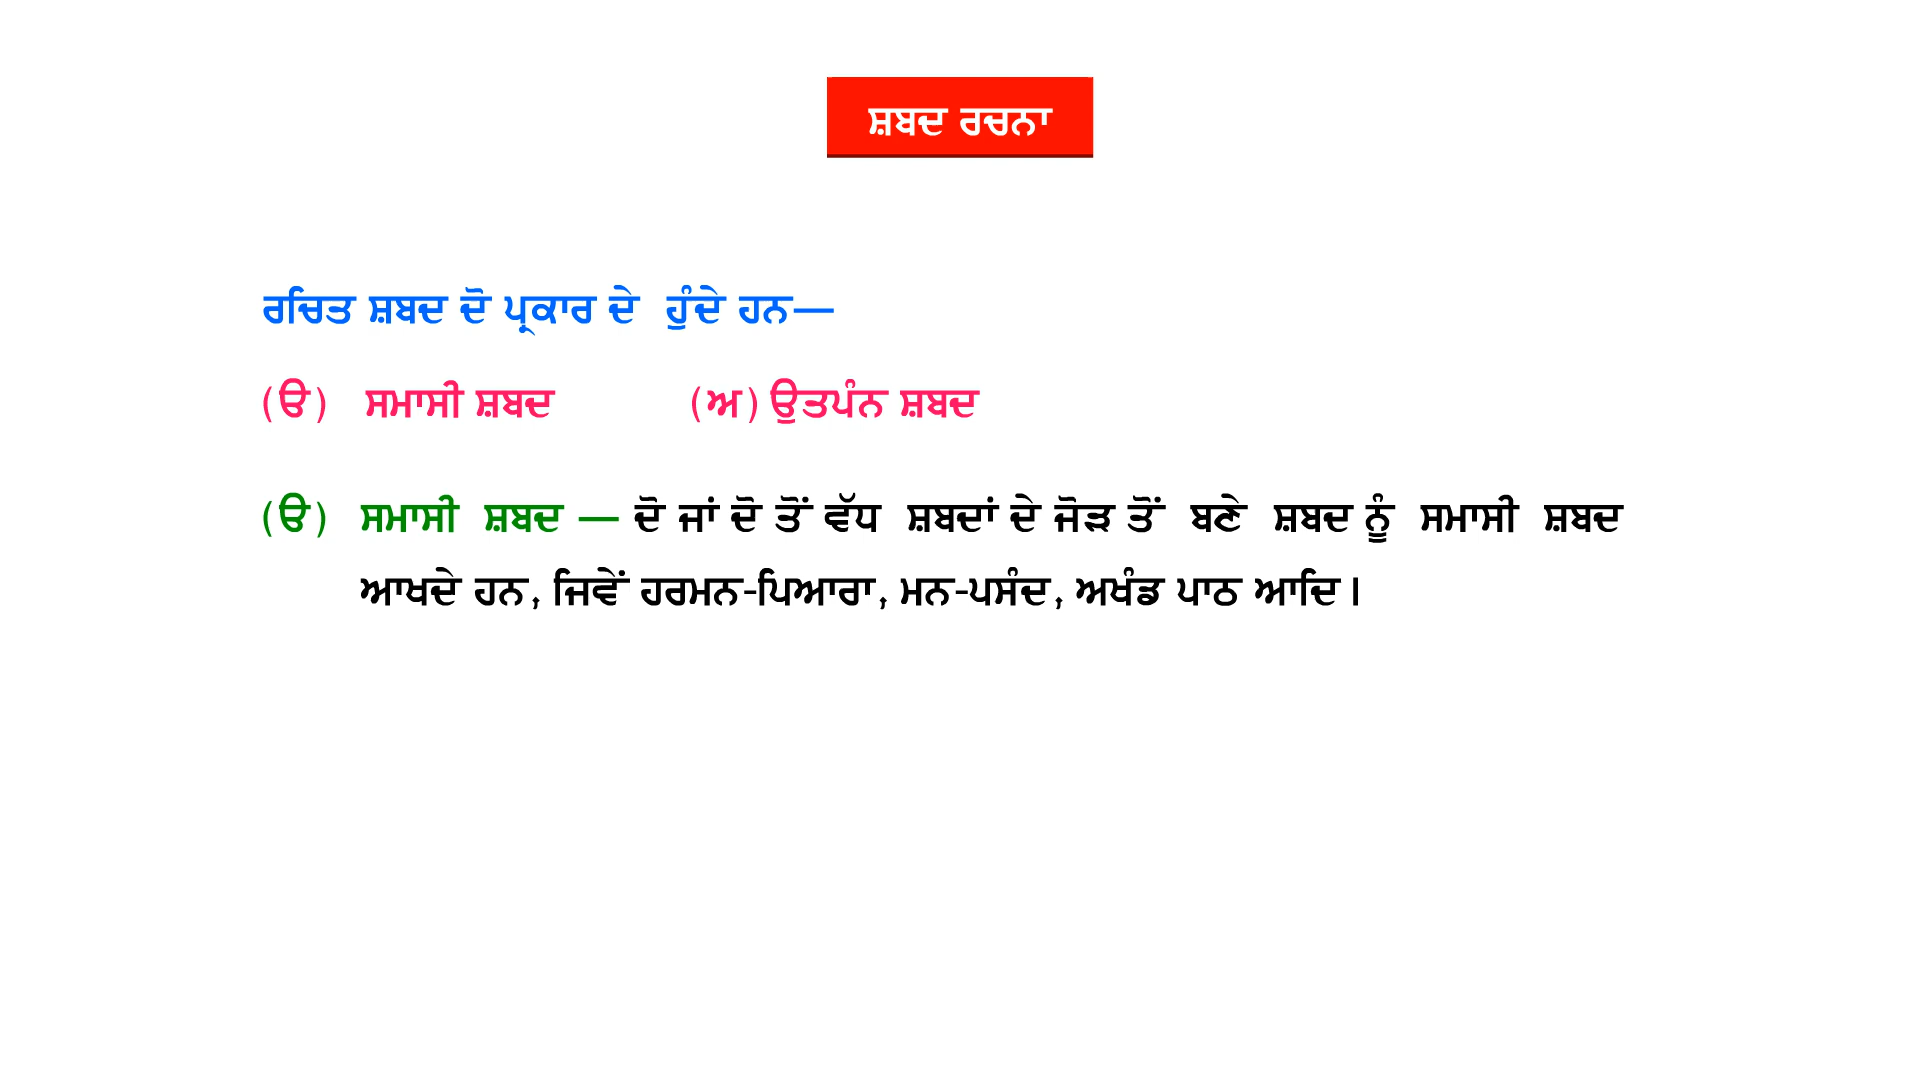 ਸ਼ਬਦ ਰਚਨਾ
ਰਚਿਤ ਸ਼ਬਦ ਦੋ ਪ੍ਰਕਾਰ ਦੇ ਹੁੰਦੇ ਹਨ—
(ੳ) ਸਮਾਸੀ ਸ਼ਬਦ (ਅ) ਉਤਪੰਨ ਸ਼ਬਦ
(ੳ) ਸਮਾਸੀ ਸ਼ਬਦ — ਦੋ ਜਾਂ ਦੋ ਤੋਂ ਵੱਧ ਸ਼ਬਦਾਂ ਦੇ ਜੋੜ ਤੋਂ ਬਣੇ ਸ਼ਬਦ ਨੂੰ ਸਮਾਸੀ ਸ਼ਬਦ
ਆਖਦੇ ਹਨ, ਜਿਵੇਂ ਹਰਮਨ-ਪਿਆਰਾ, ਮਨ-ਪਸੰਦ, ਅਖੰਡ ਪਾਠ ਆਦਿ।